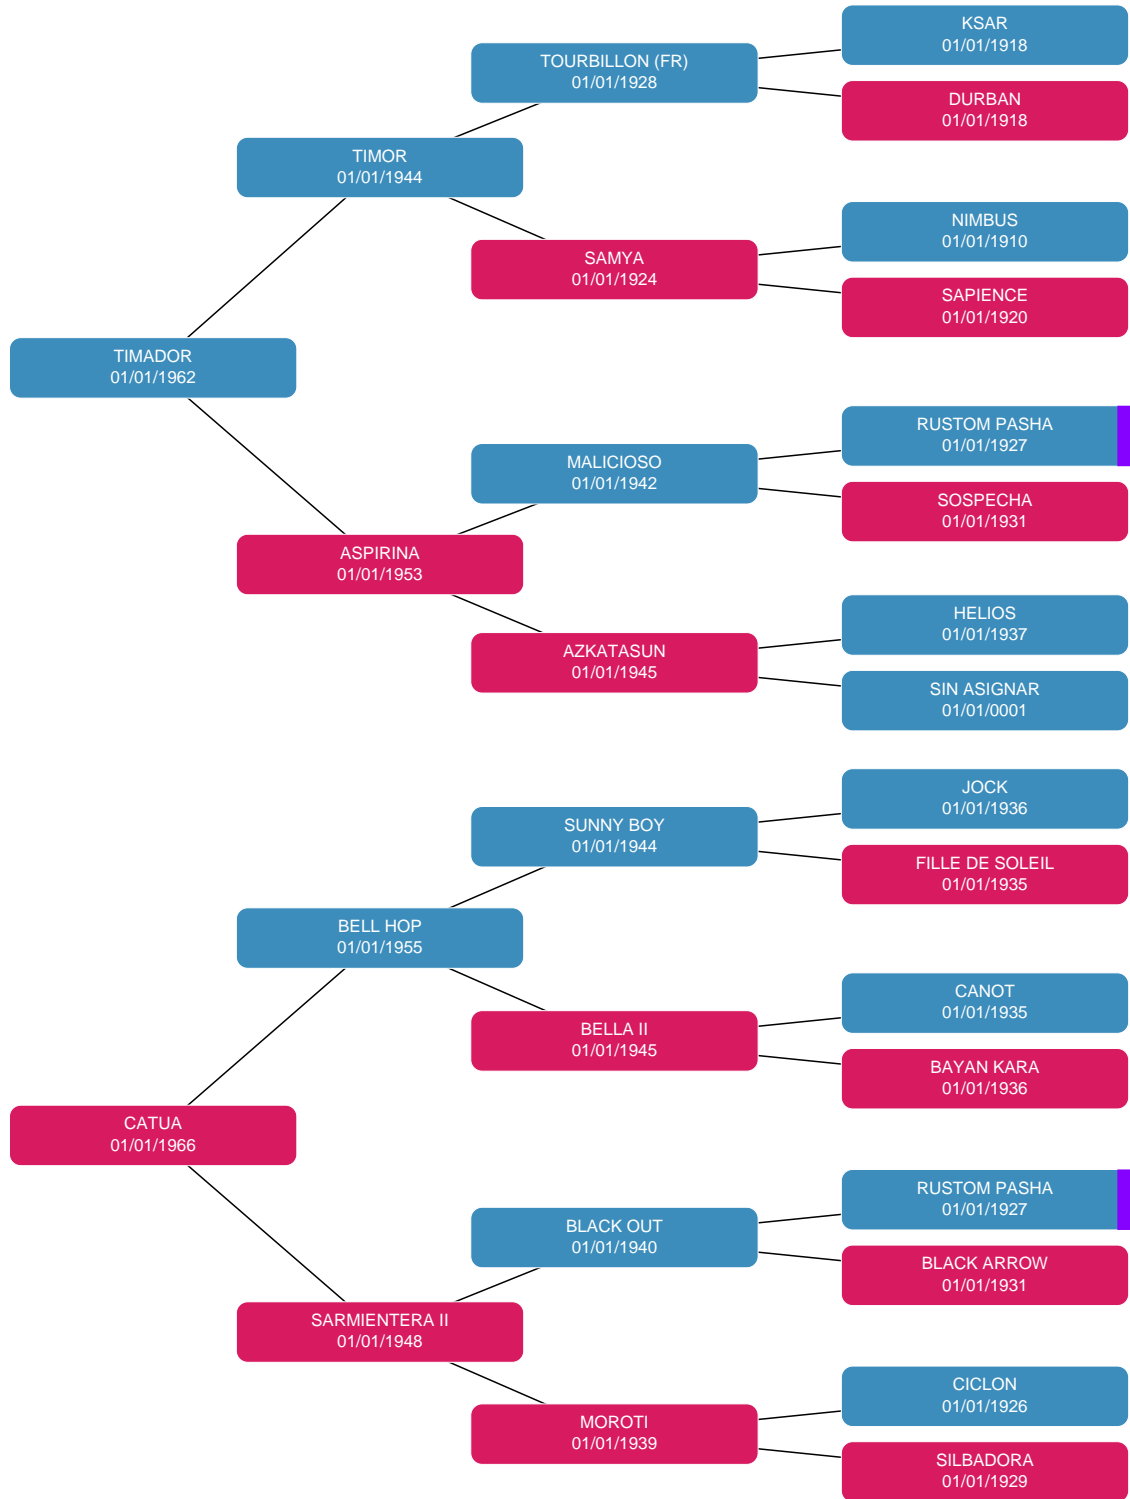 KSAR
01/01/1918
TOURBILLON (FR)
01/01/1928
DURBAN
01/01/1918
TIMOR
01/01/1944
NIMBUS
01/01/1910
SAMYA
01/01/1924
SAPIENCE
01/01/1920
TIMADOR
01/01/1962
RUSTOM PASHA
01/01/1927
MALICIOSO
01/01/1942
SOSPECHA
01/01/1931
ASPIRINA
01/01/1953
HELIOS
01/01/1937
AZKATASUN
01/01/1945
SIN ASIGNAR
01/01/0001
JOCK
01/01/1936
SUNNY BOY
01/01/1944
FILLE DE SOLEIL
01/01/1935
BELL HOP
01/01/1955
CANOT
01/01/1935
BELLA II
01/01/1945
BAYAN KARA
01/01/1936
CATUA
01/01/1966
RUSTOM PASHA
01/01/1927
BLACK OUT
01/01/1940
BLACK ARROW
01/01/1931
SARMIENTERA II
01/01/1948
CICLON
01/01/1926
MOROTI
01/01/1939
SILBADORA
01/01/1929